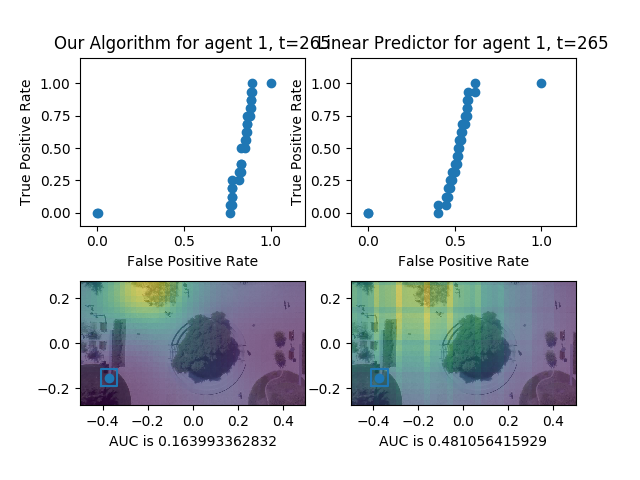 Our Algorithm for agent 1, t=265
Linear Predictor for agent 1, t=265
True Positive Rate
1.00
0.75
0.50
0.25
0.00
0.0 0.5 1.0
False Positive Rate
True Positive Rate
1.00
0.75
0.50
0.25
0.00
0.0 0.5 1.0
False Positive Rate
0.2
0.0
−0.2
−0.4 −0.2 0.0 0.2 0.4
AUC is 0.163993362832
0.2
0.0
−0.2
−0.4 −0.2 0.0 0.2 0.4
AUC is 0.481056415929